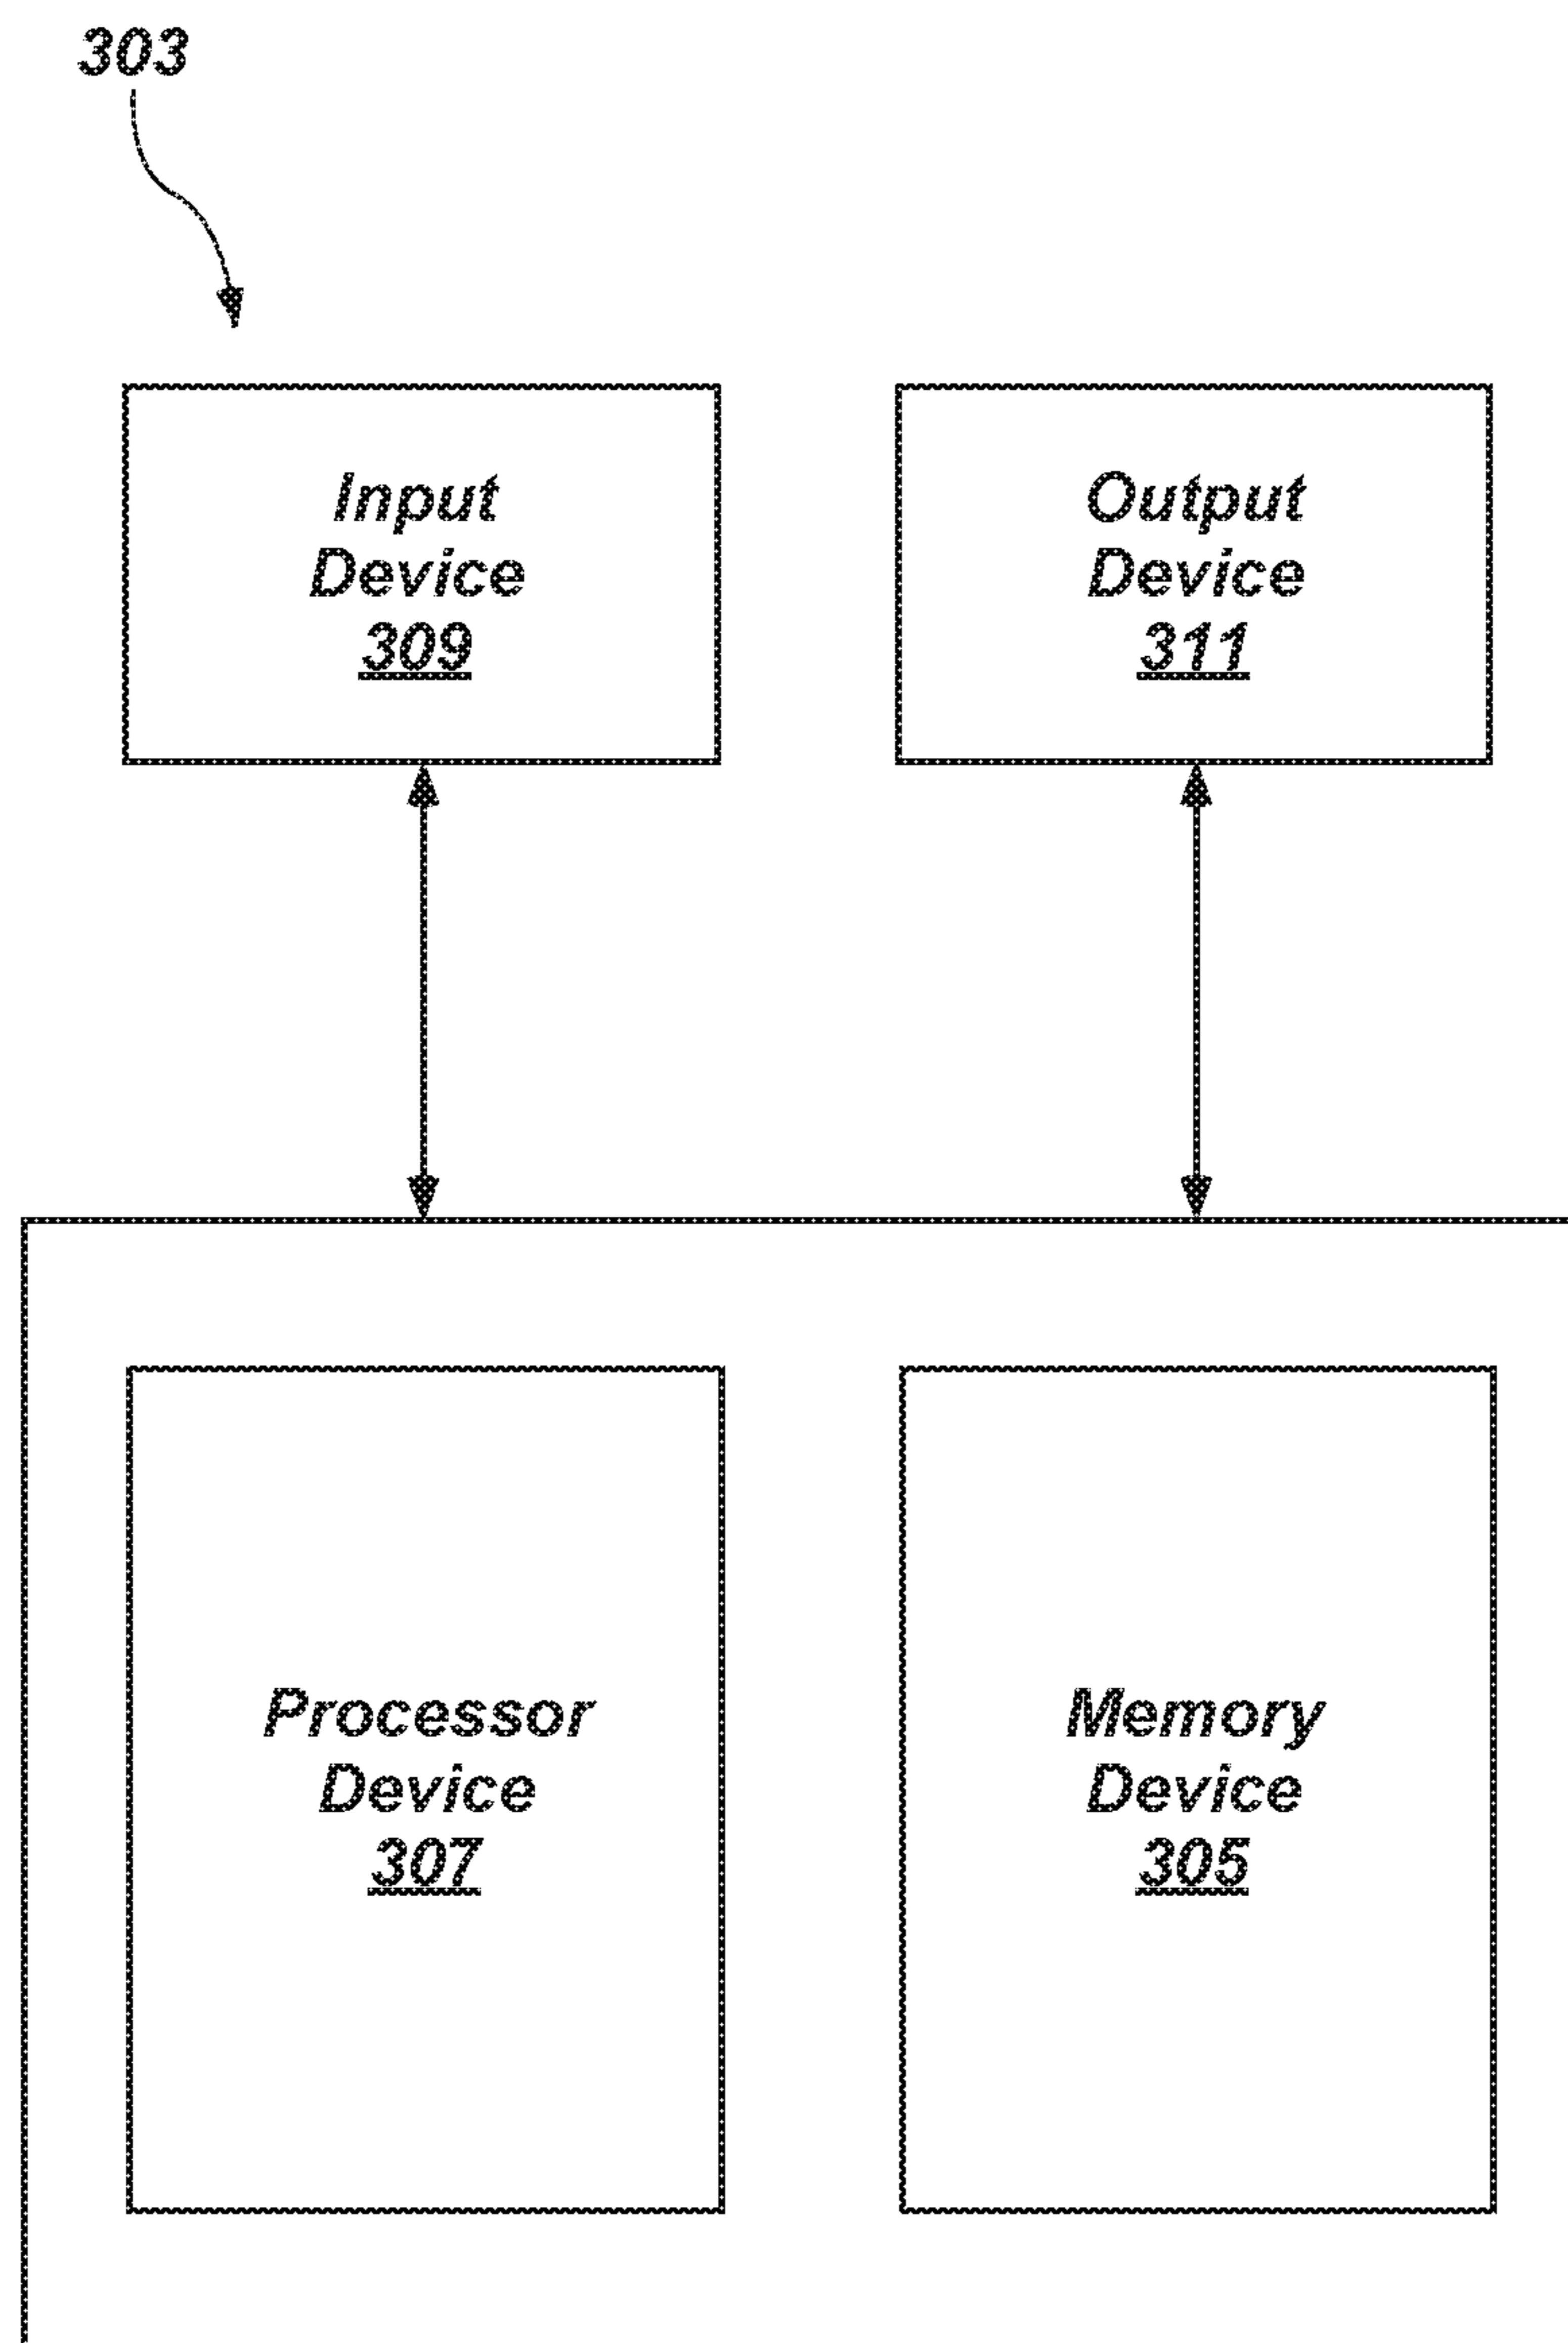 303
Input
Device
309
Output
Device
311
Processor
Device
307
Memory
Device
305